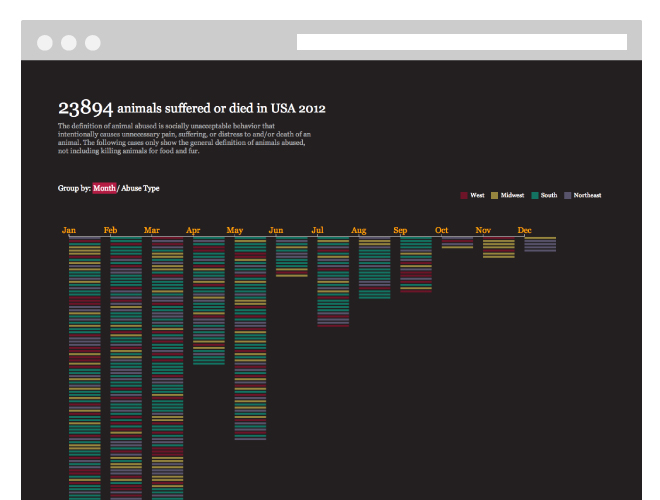 23894 animals suffered or died in USA 2012
The definition of animal abused is socially unacceptable behavior that
intentionally causes unnecessary pain, suffering, or distress to and/or death of an
animal. The following cases only show the general definition of animals abused,
not including killing animals for food and fur.
Group by: Month / Abuse Type
West Midwest South Northeast
Jan Feb Mar Apr May Jun Jul Aug Sep Oct Nov Dec